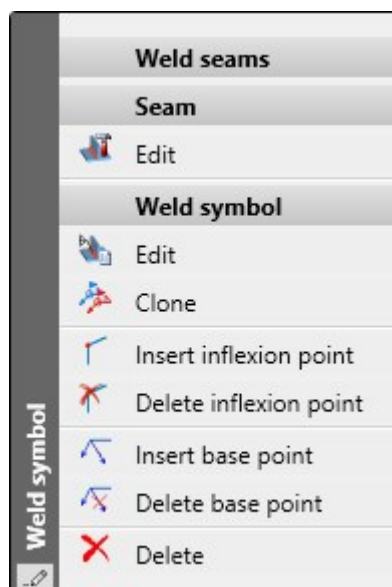 Weld seams
Seam
Edit
Weld symbol
Edit
Clone
Insert inflexion point
Delete inflexion point
Insert base point
Delete base point
Delete
Weld symbol